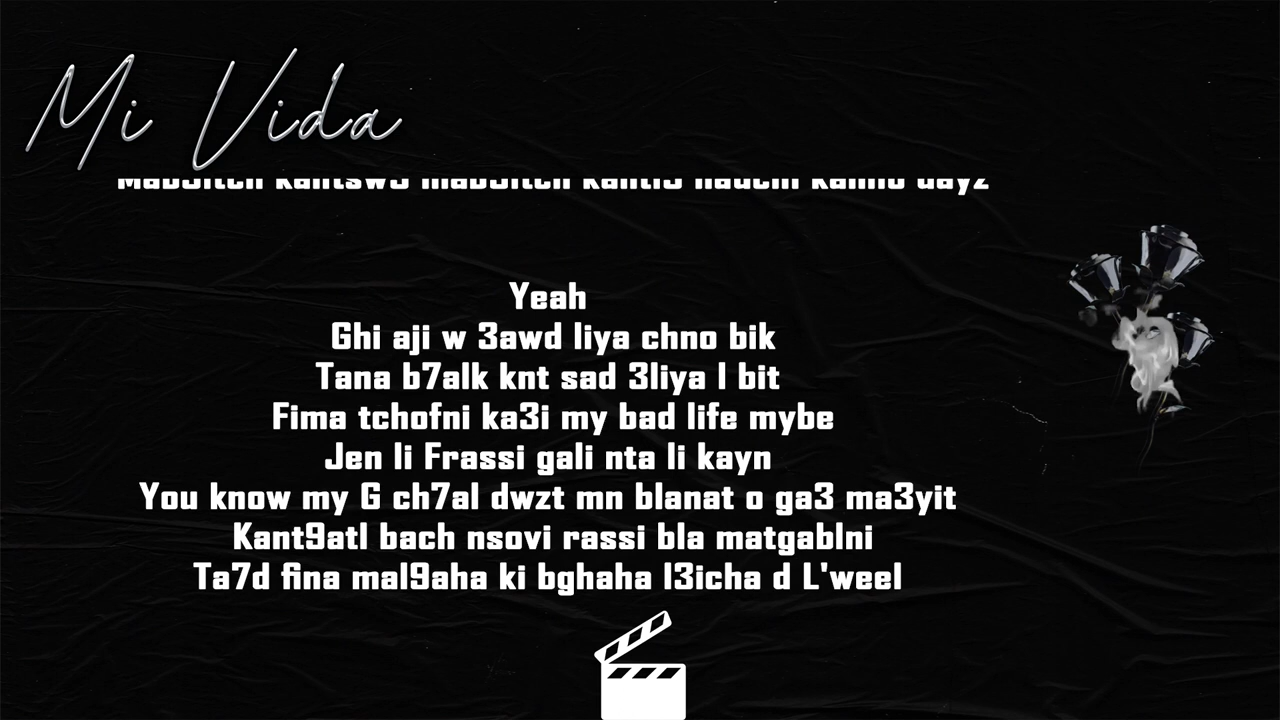 Mi Vida
Yeah
Ghi aji w 3awd liya chno bik
Tana b7alk knt sad 3liya l bit
Fima tchofni ka3i my bad life mybe
Jen li Frassi gali nta li kayn
You know my G ch7al dwzt mn blanat o ga3 ma3yit
Kant9atl bach nsovi rassi bla matgablni
Ta7d fina mal9aha ki bghaha l3icha d L'weel